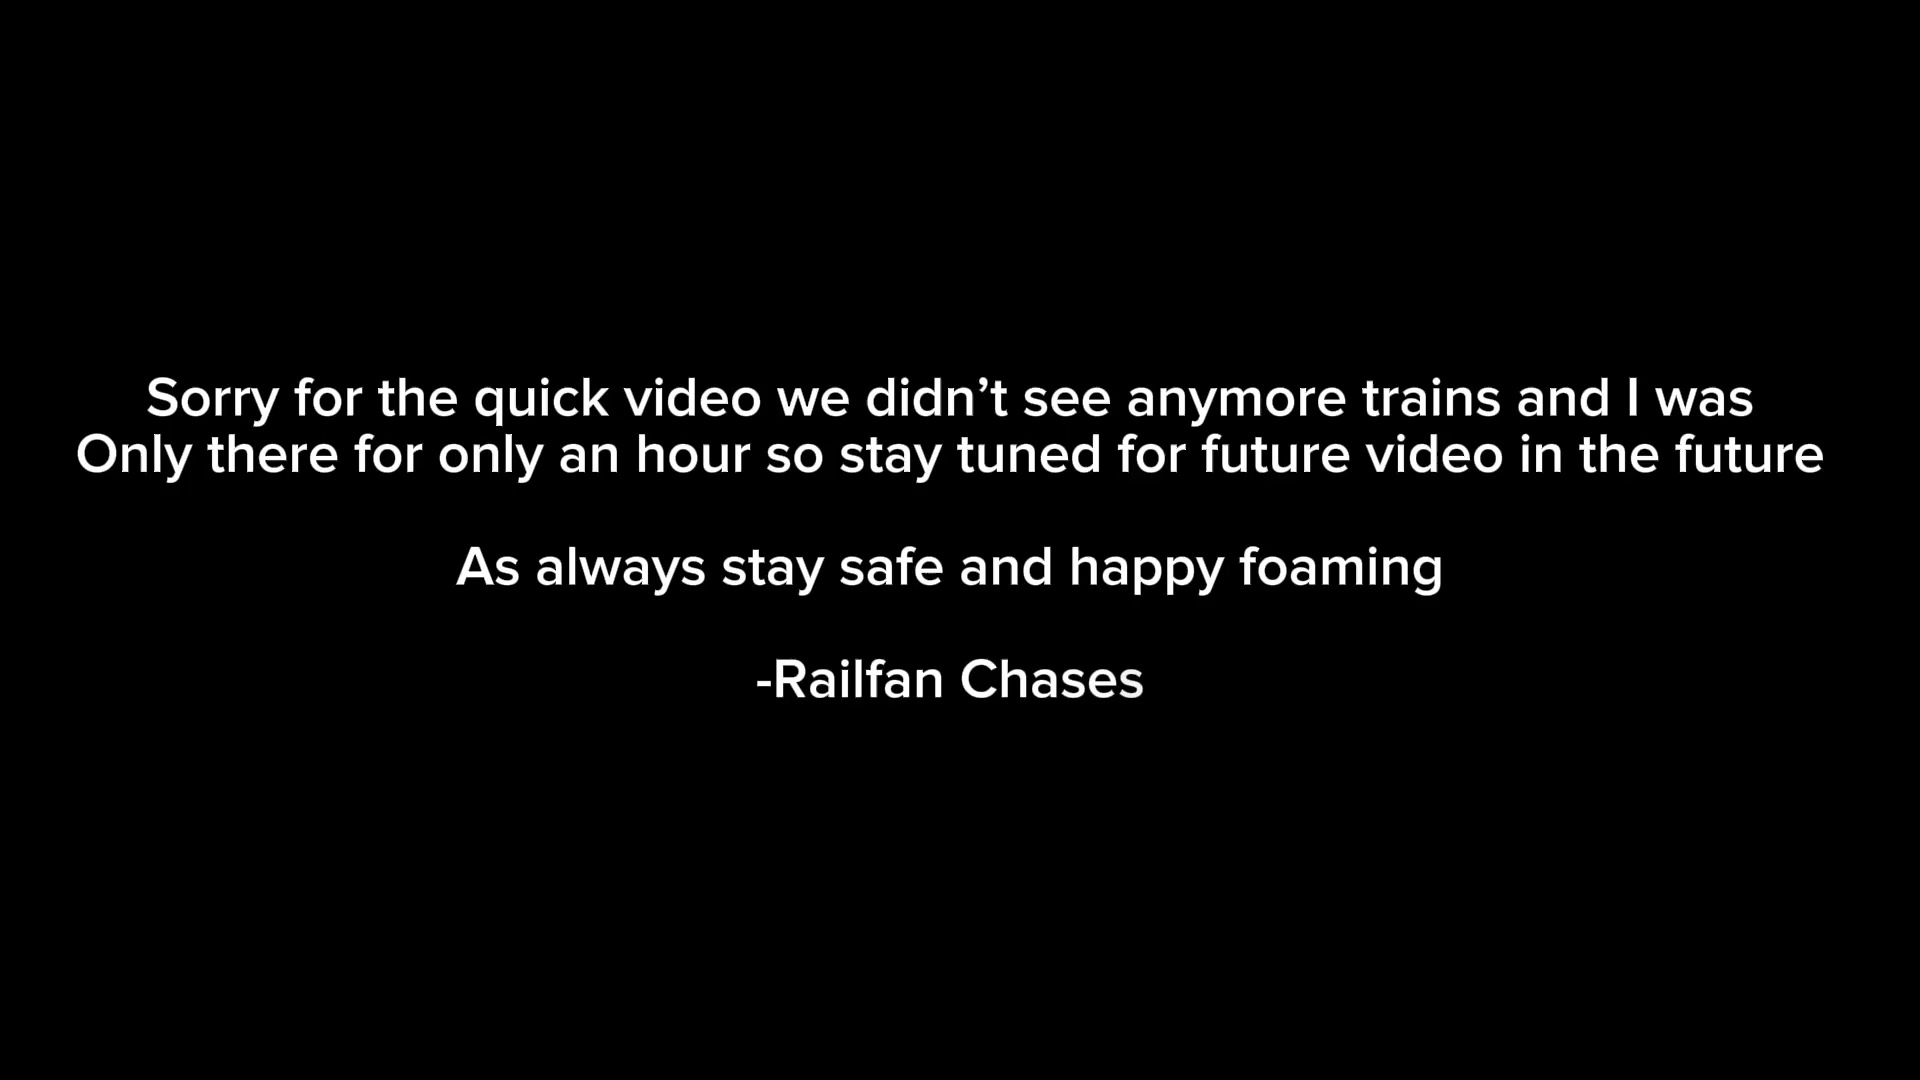 Sorry for the quick video we didn’t see anymore trains and I was
Only there for only an hour so stay tuned for future video in the future
As always stay safe and happy foaming
-Railfan Chases